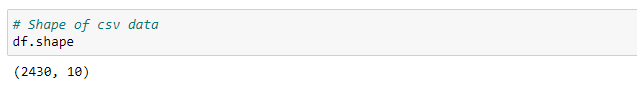 # Shape of csv data
df.shape
(2430, 10)